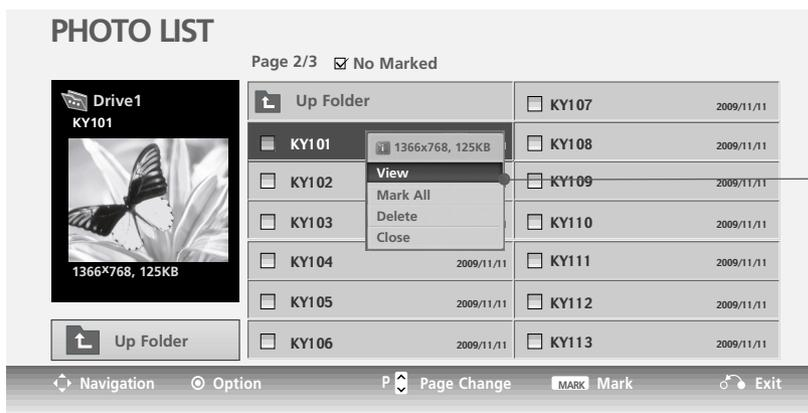 PHOTO LIST
Page 2/3 No Marked
Drive1
KY101
1366x768, 125KB
Up Folder
Up Folder
KY101
KY102
KY103
KY104 2009/11/11
KY105 2009/11/11
KY106 2009/11/11
1366x768, 125KB
View
Mark All
Delete
Close
KY107 2009/11/11
KY108 2009/11/11
KY109 2009/11/11
KY110 2009/11/11
KY111 2009/11/11
KY112 2009/11/11
KY113 2009/11/11
Navigation Option P Page Change MARK Mark Exit